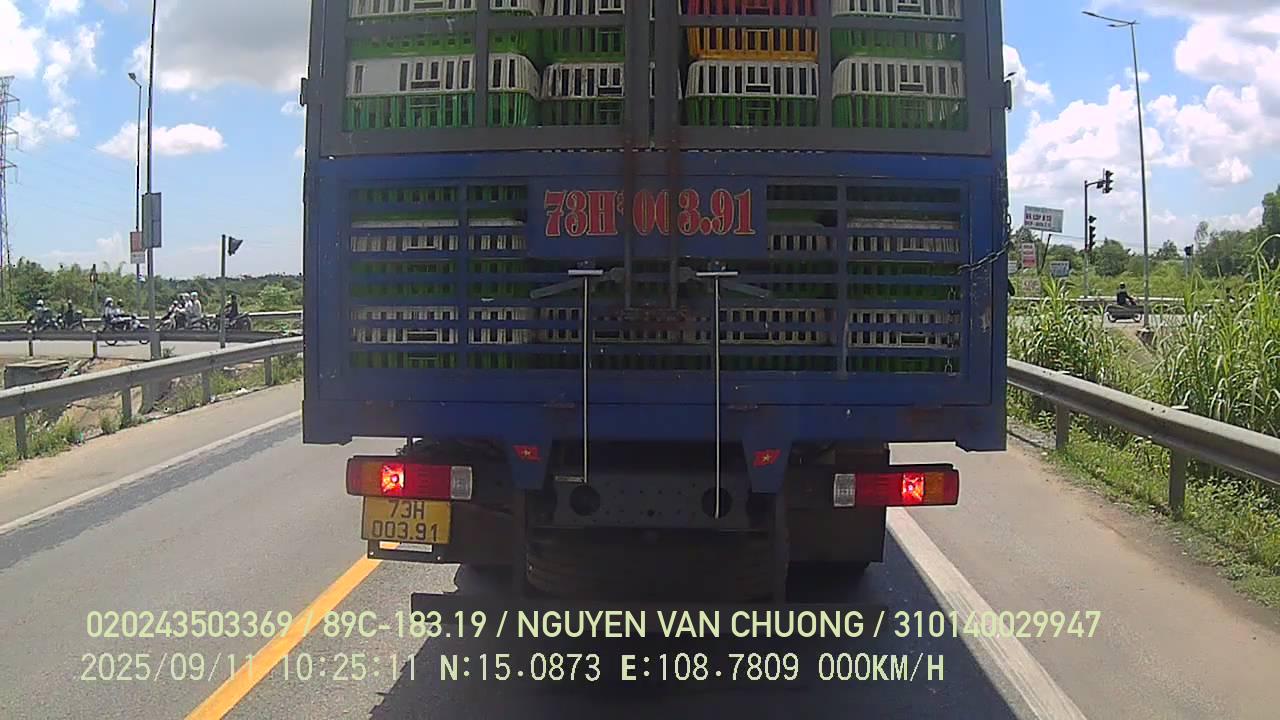 73H 003.91
73H
003.91
020243503369 / 89C-183.19 / NGUYEN VAN CHUONG / 310140029947
2025/09/11 10:25:11 N:15.0873 E:108.7809 000KM/H